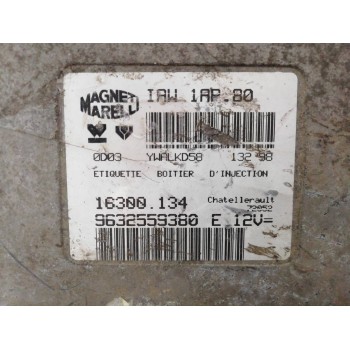 MAGNETI
MARELLI
IAW 1AP.80
0D03 YWALKD58 132 98
ETIQUETTE BOITIER D'INJECTION
16300.134 Chatellerault
9632559380 E 12V=